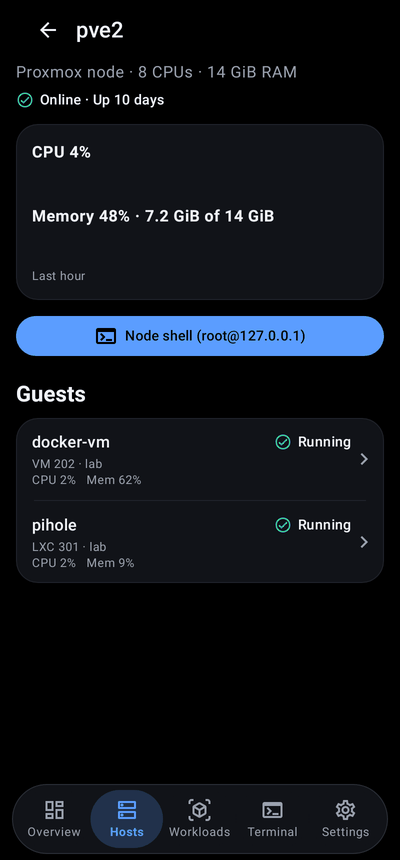 pve2
Proxmox node · 8 CPUs · 14 GiB RAM
Online · Up 10 days
CPU 4%
Memory 48% · 7.2 GiB of 14 GiB
Last hour
Node shell (root@127.0.0.1)
Guests
docker-vm
Running
VM 202 · lab
CPU 2% Mem 62%
pihole
Running
LXC 301 · lab
CPU 2% Mem 9%
Overview
Hosts
Workloads
Terminal
Settings